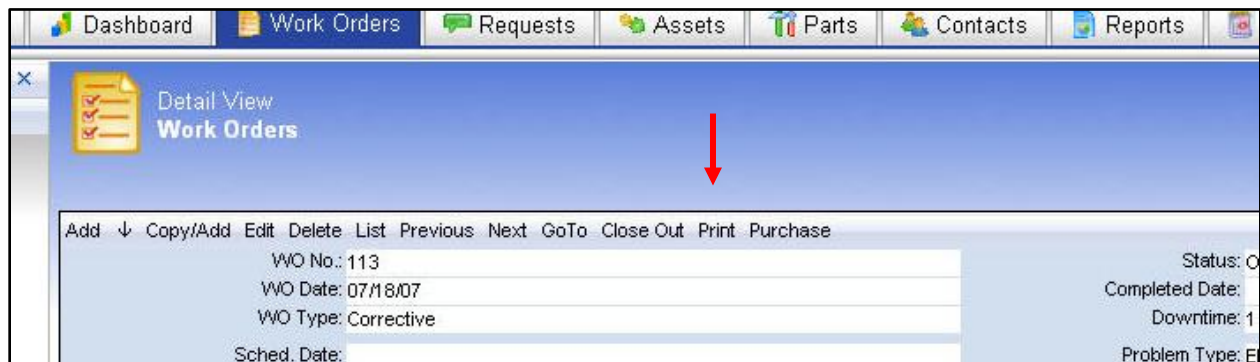 Dashboard Work Orders Requests Assets Parts Contacts Reports
Detail View
Work Orders
Add ↓ Copy/Add Edit Delete List Previous Next GoTo Close Out Print Purchase
WO No.: 113 Status:
WO Date: 07/18/07 Completed Date:
WO Type: Corrective Downtime: 1
Sched. Date: Problem Type: